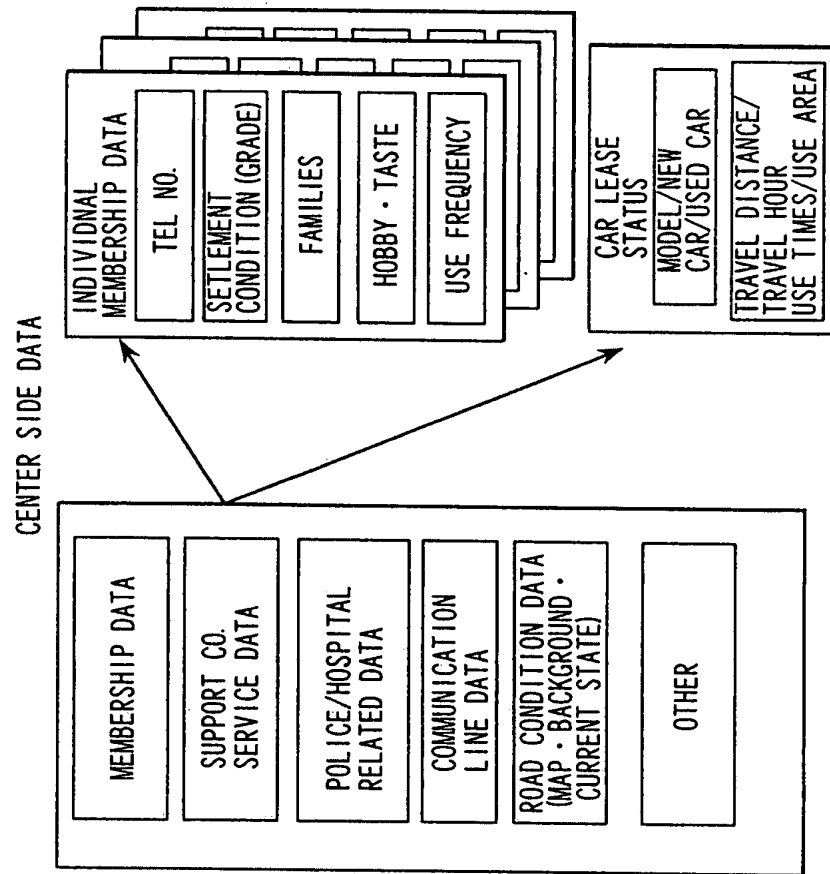 CENTER SIDE DATA
MEMBERSHIP DATA
SUPPORT CO.
SERVICE DATA
POLICE/HOSPITAL
RELATED DATA
COMMUNICATION
LINE DATA
ROAD CONDITION DATA
(MAP・BACKGROUND・
CURRENT STATE)
OTHER
INDIVIDNAL
MEMBERSHIP DATA
TEL NO.
SETLEMENT
CONDITION (GRADE)
FAMILIES
HOBBY・TASTE
USE FREQUENCY
CAR LEASE
STATUS
MODEL/NEW
CAR/USED CAR
TRAVEL DISTANCE/
TRAVEL HOUR
USE TIMES/USE AREA